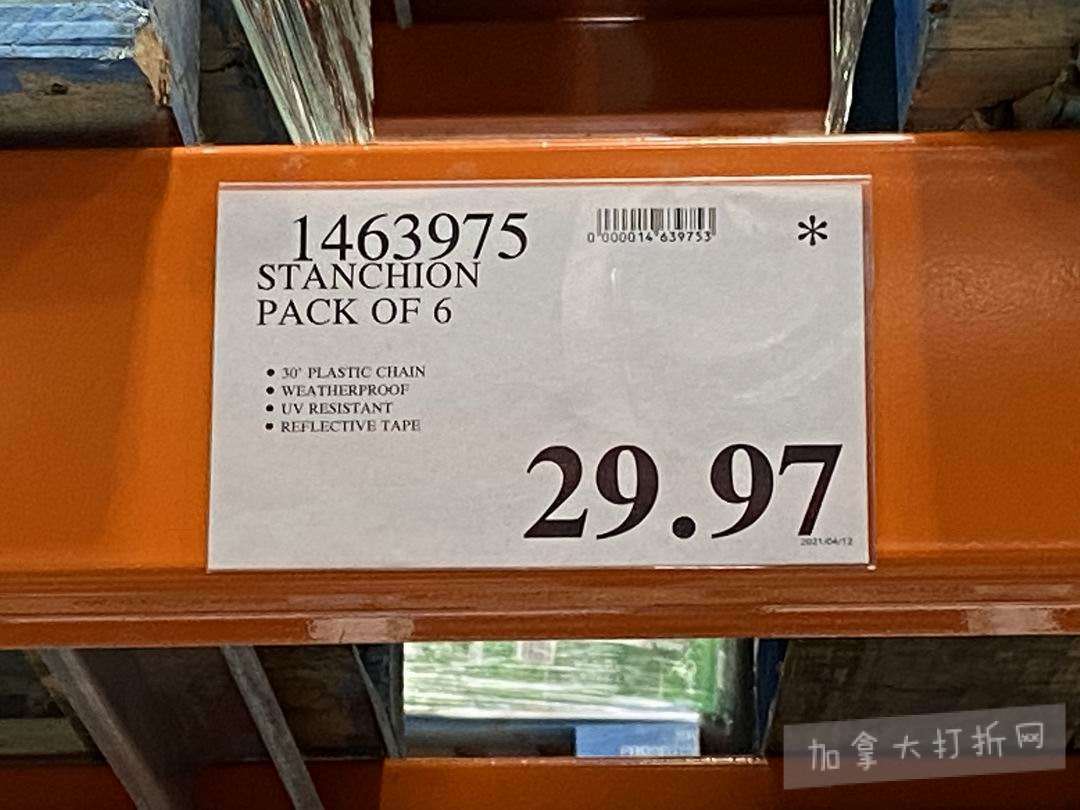 1463975
0 000014 639753
*
STANCHION
PACK OF 6
• 30' PLASTIC CHAIN
• WEATHERPROOF
• UV RESISTANT
• REFLECTIVE TAPE
29.97
2021/04/12
加拿大打折网